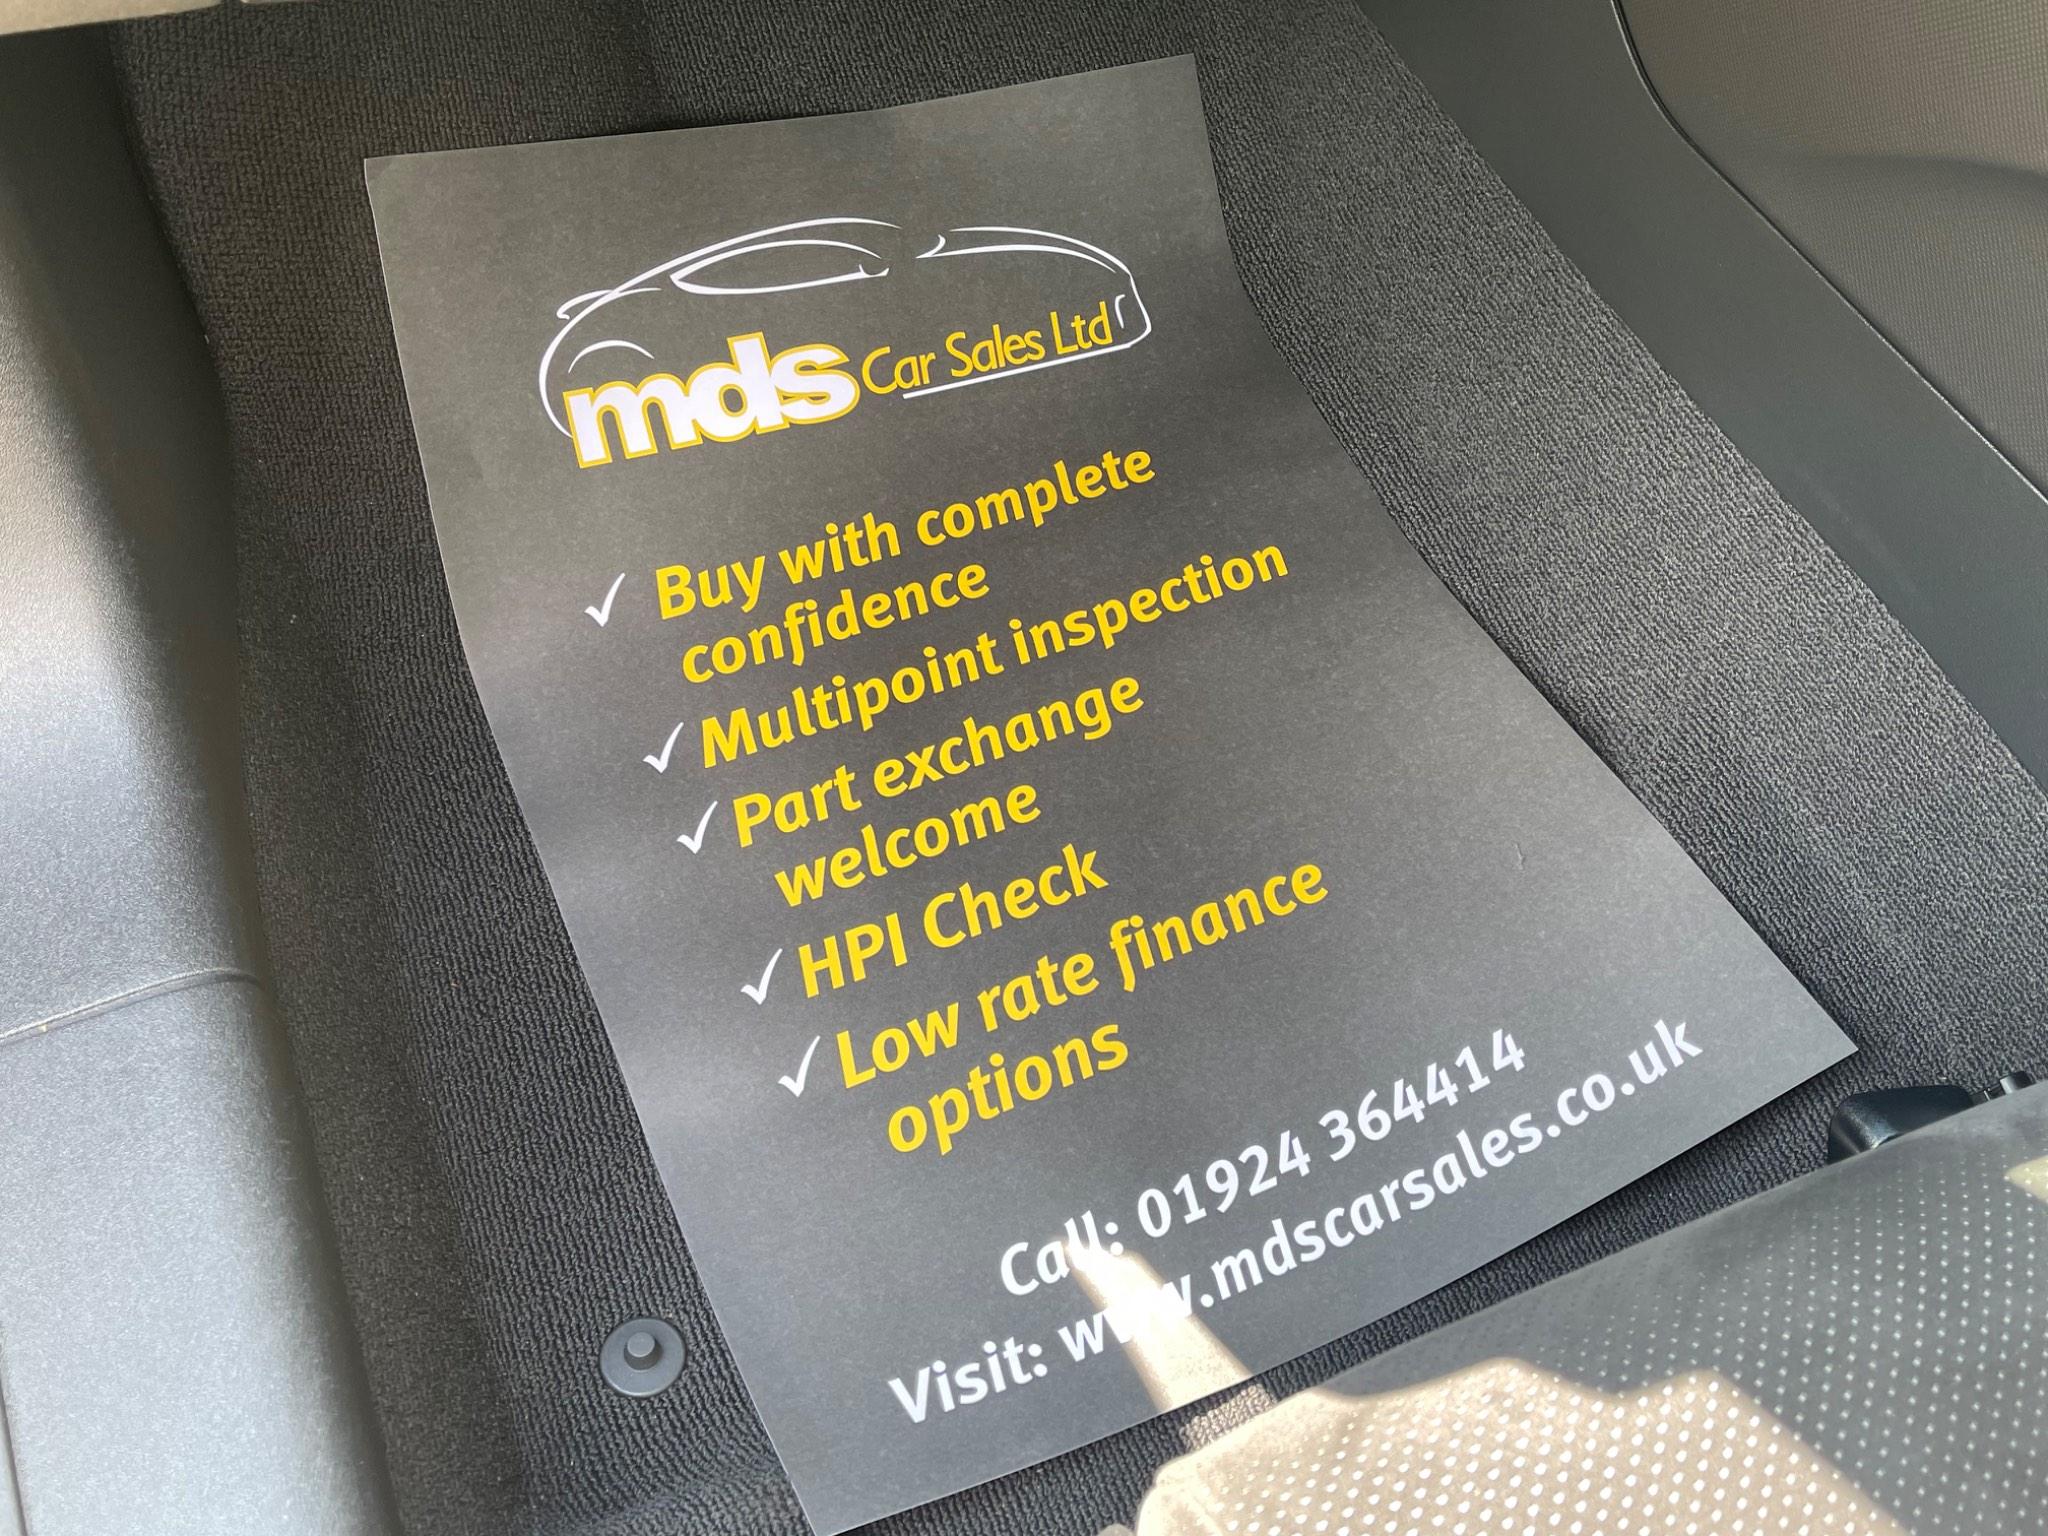 mds Car Sales Ltd
✓ Buy with complete
confidence
✓ Multipoint inspection
✓ Part exchange
welcome
✓ HPI Check
✓ Low rate finance
options
Call: 01924 364414
Visit: www.mdscarsales.co.uk